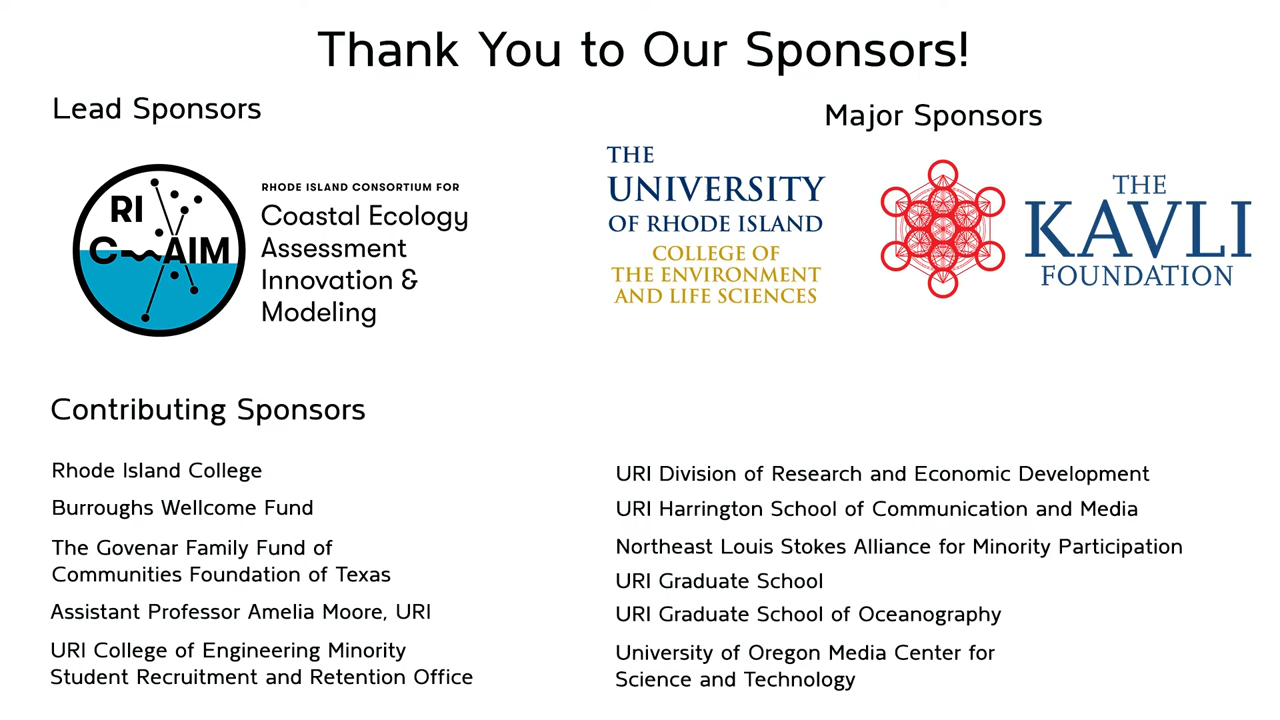 Thank You to Our Sponsors!
Lead Sponsors
RI
C AIM
RHODE ISLAND CONSORTIUM FOR
Coastal Ecology
Assessment
Innovation &
Modeling
Major Sponsors
THE
UNIVERSITY
OF RHODE ISLAND
COLLEGE OF
THE ENVIRONMENT
AND LIFE SCIENCES
THE
KAVLI
FOUNDATION
Contributing Sponsors
Rhode Island College
Burroughs Wellcome Fund
The Govenar Family Fund of
Communities Foundation of Texas
Assistant Professor Amelia Moore, URI
URI College of Engineering Minority
Student Recruitment and Retention Office
URI Division of Research and Economic Development
URI Harrington School of Communication and Media
Northeast Louis Stokes Alliance for Minority Participation
URI Graduate School
URI Graduate School of Oceanography
University of Oregon Media Center for
Science and Technology